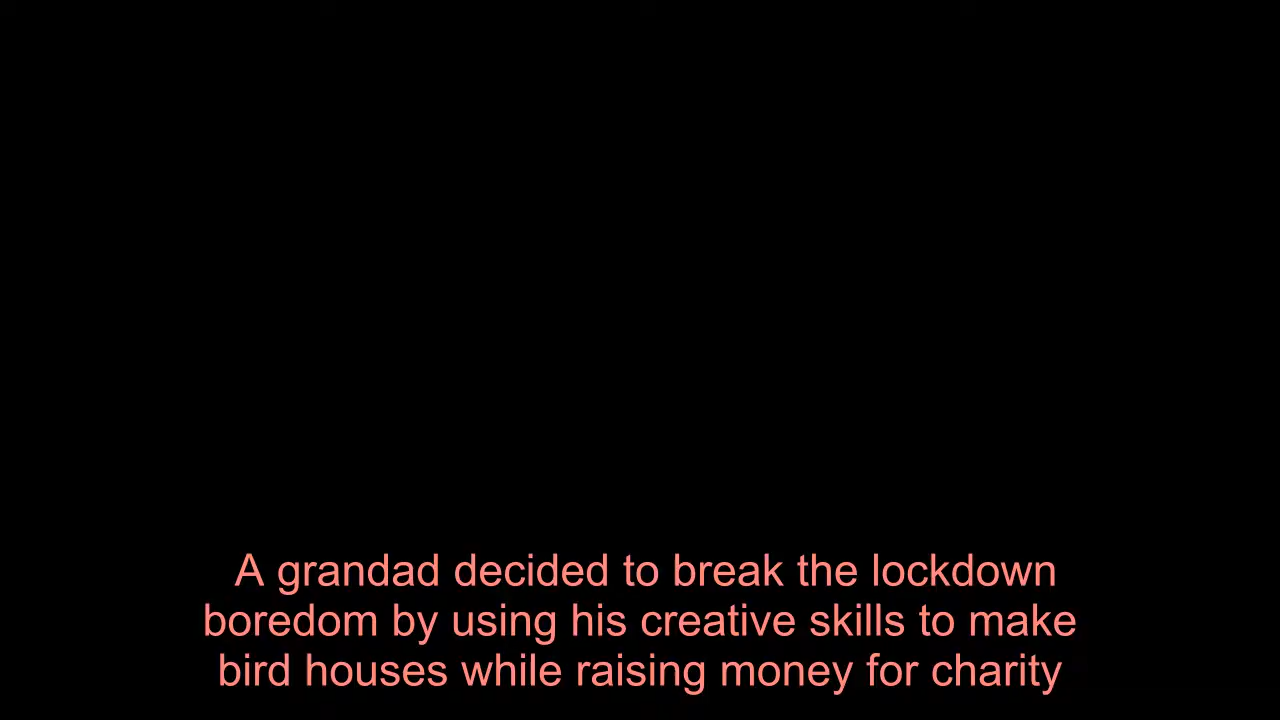 A grandad decided to break the lockdown
boredom by using his creative skills to make
bird houses while raising money for charity